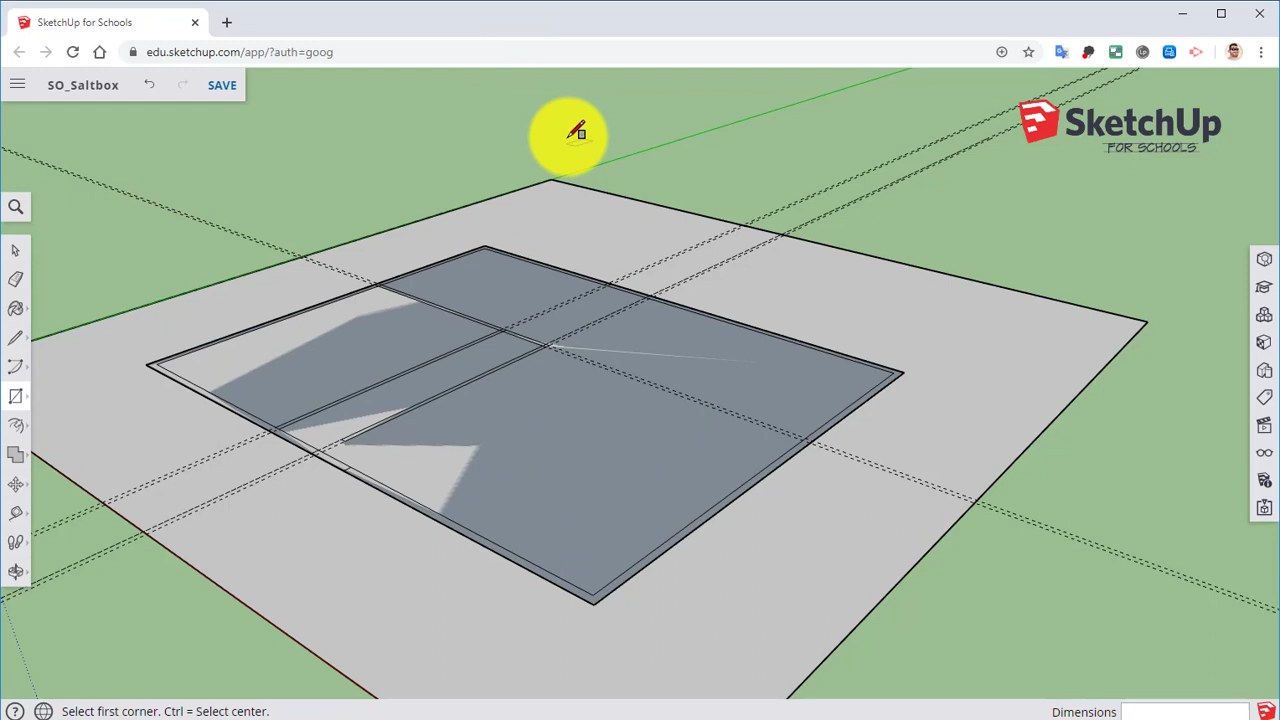 SketchUp for Schools
edu.sketchup.com/app/?auth=goog
SO_Saltbox
SAVE
SketchUp
FOR SCHOOLS
Select first corner. Ctrl = Select center.
Dimensions